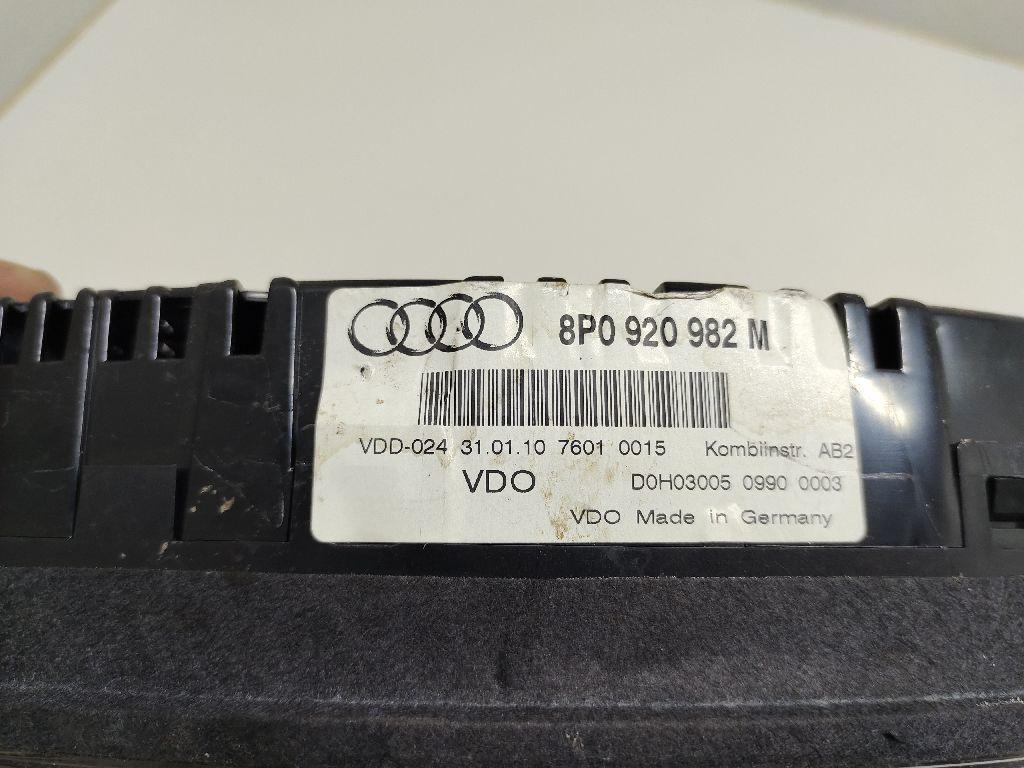 8P0 920 982 M
VDD-024 31.01.10 7601 0015 Kombiinstr. AB2
VDO D0H03005 0990 0003
VDO Made in Germany